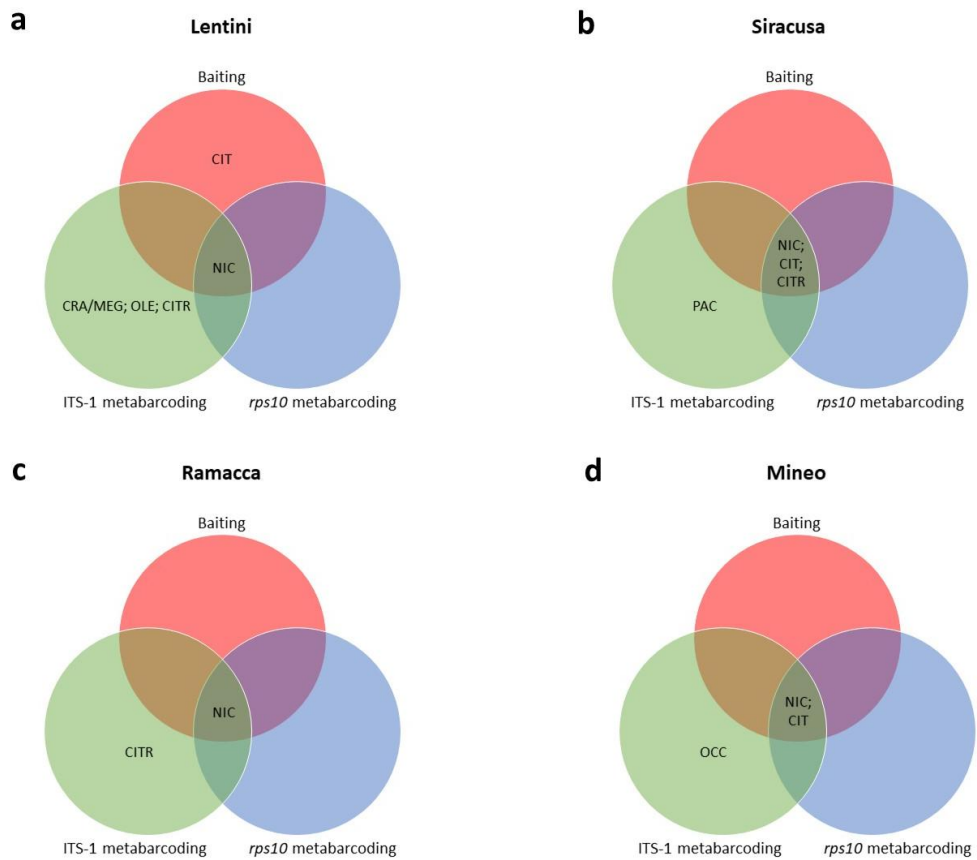 a
Lentini
Baiting
CIT
NIC
CRA/MEG; OLE; CITR
ITS-1 metabarcoding
rps10 metabarcoding
b
Siracusa
Baiting
NIC;
CIT;
CITR
PAC
ITS-1 metabarcoding
rps10 metabarcoding
c
Ramacca
Baiting
NIC
CITR
ITS-1 metabarcoding
rps10 metabarcoding
d
Mineo
Baiting
NIC;
CIT
OCC
ITS-1 metabarcoding
rps10 metabarcoding